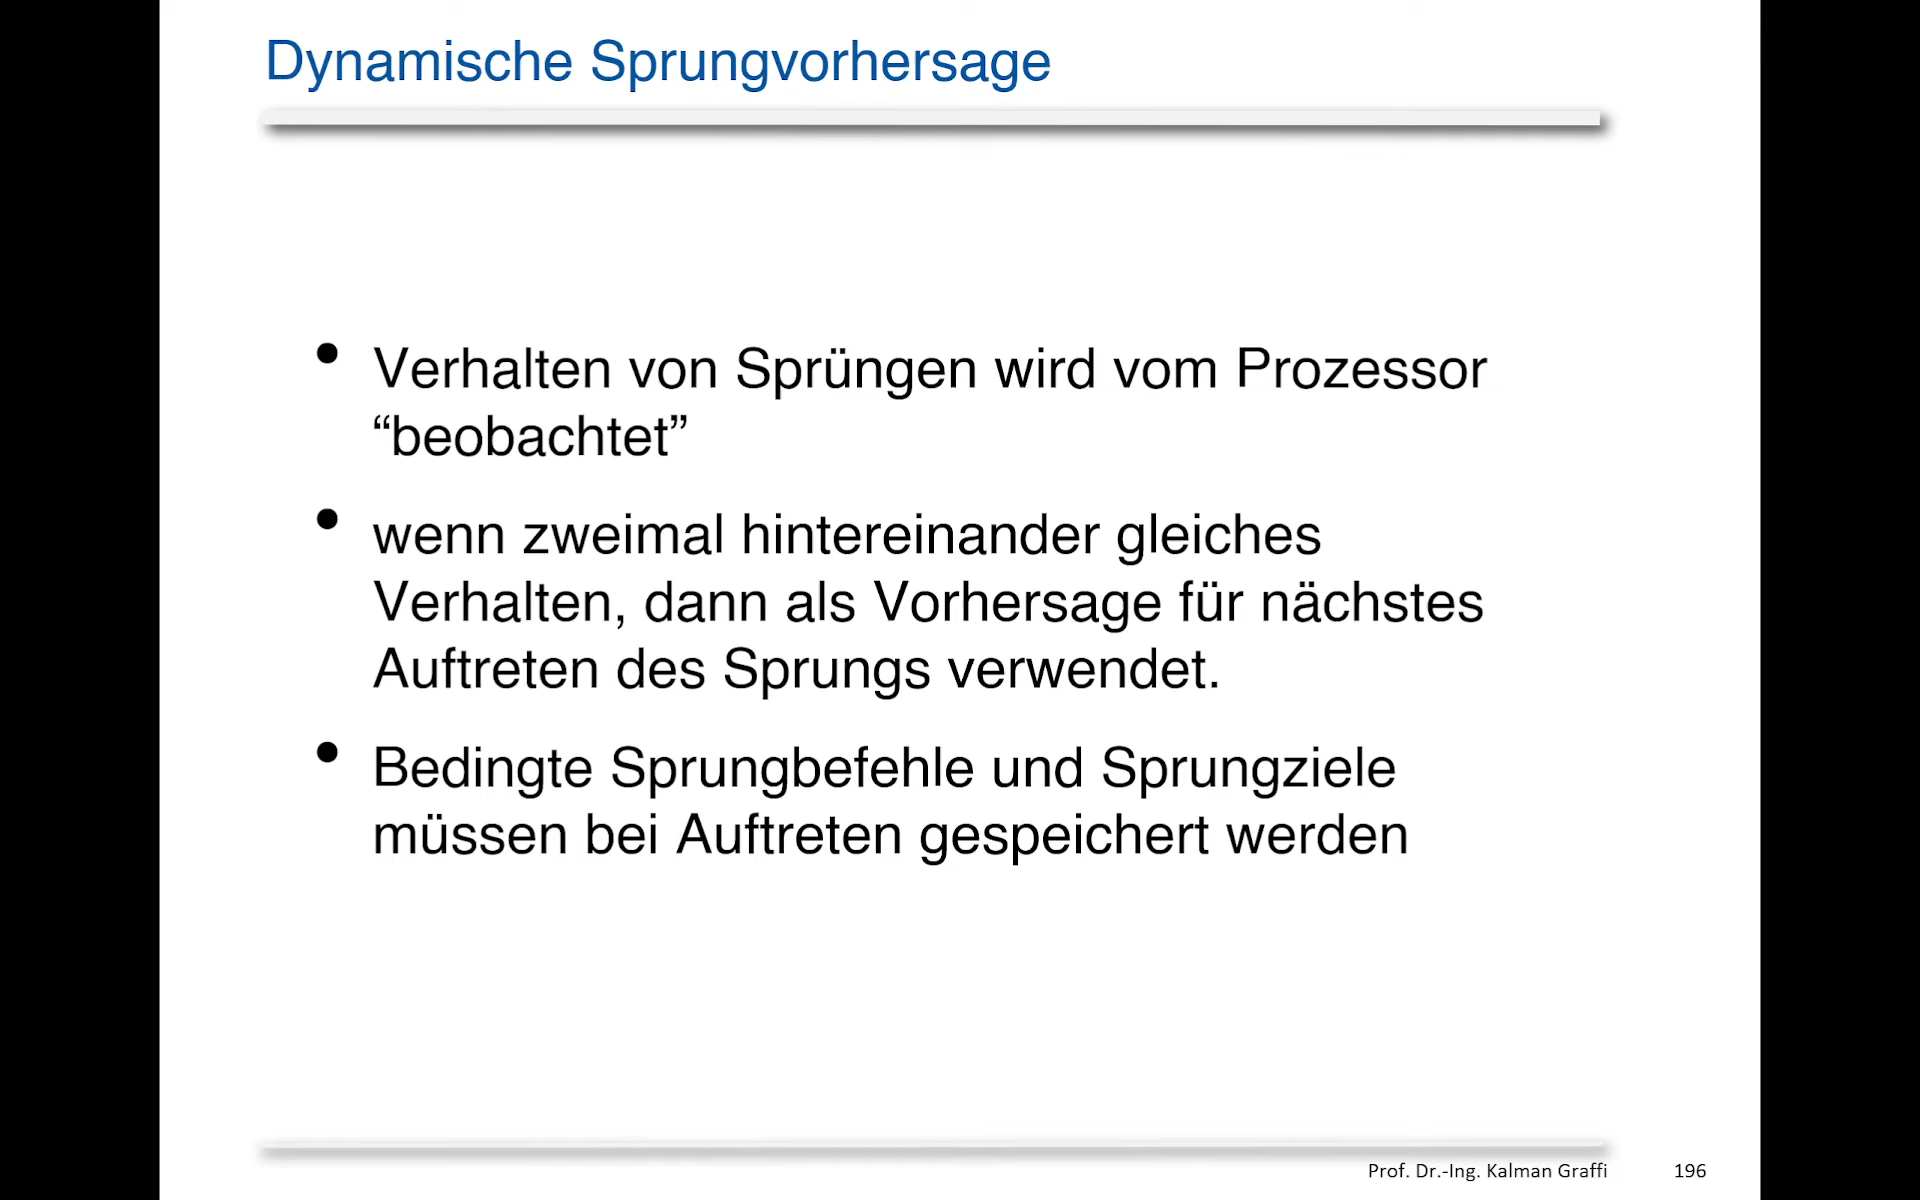 Dynamische Sprungvorhersage
• Verhalten von Sprüngen wird vom Prozessor
“beobachtet”
• wenn zweimal hintereinander gleiches
Verhalten, dann als Vorhersage für nächstes
Auftreten des Sprungs verwendet.
• Bedingte Sprungbefehle und Sprungziele
müssen bei Auftreten gespeichert werden
Prof. Dr.-Ing. Kalman Graffi 196